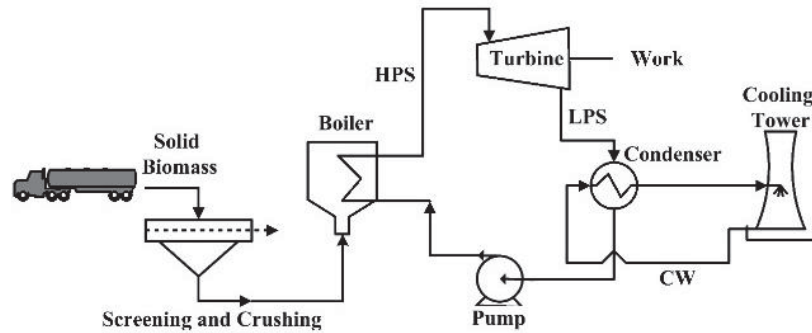 Solid
Biomass
Screening and Crushing
Boiler
HPS
Turbine
Work
LPS
Condenser
Cooling
Tower
CW
Pump